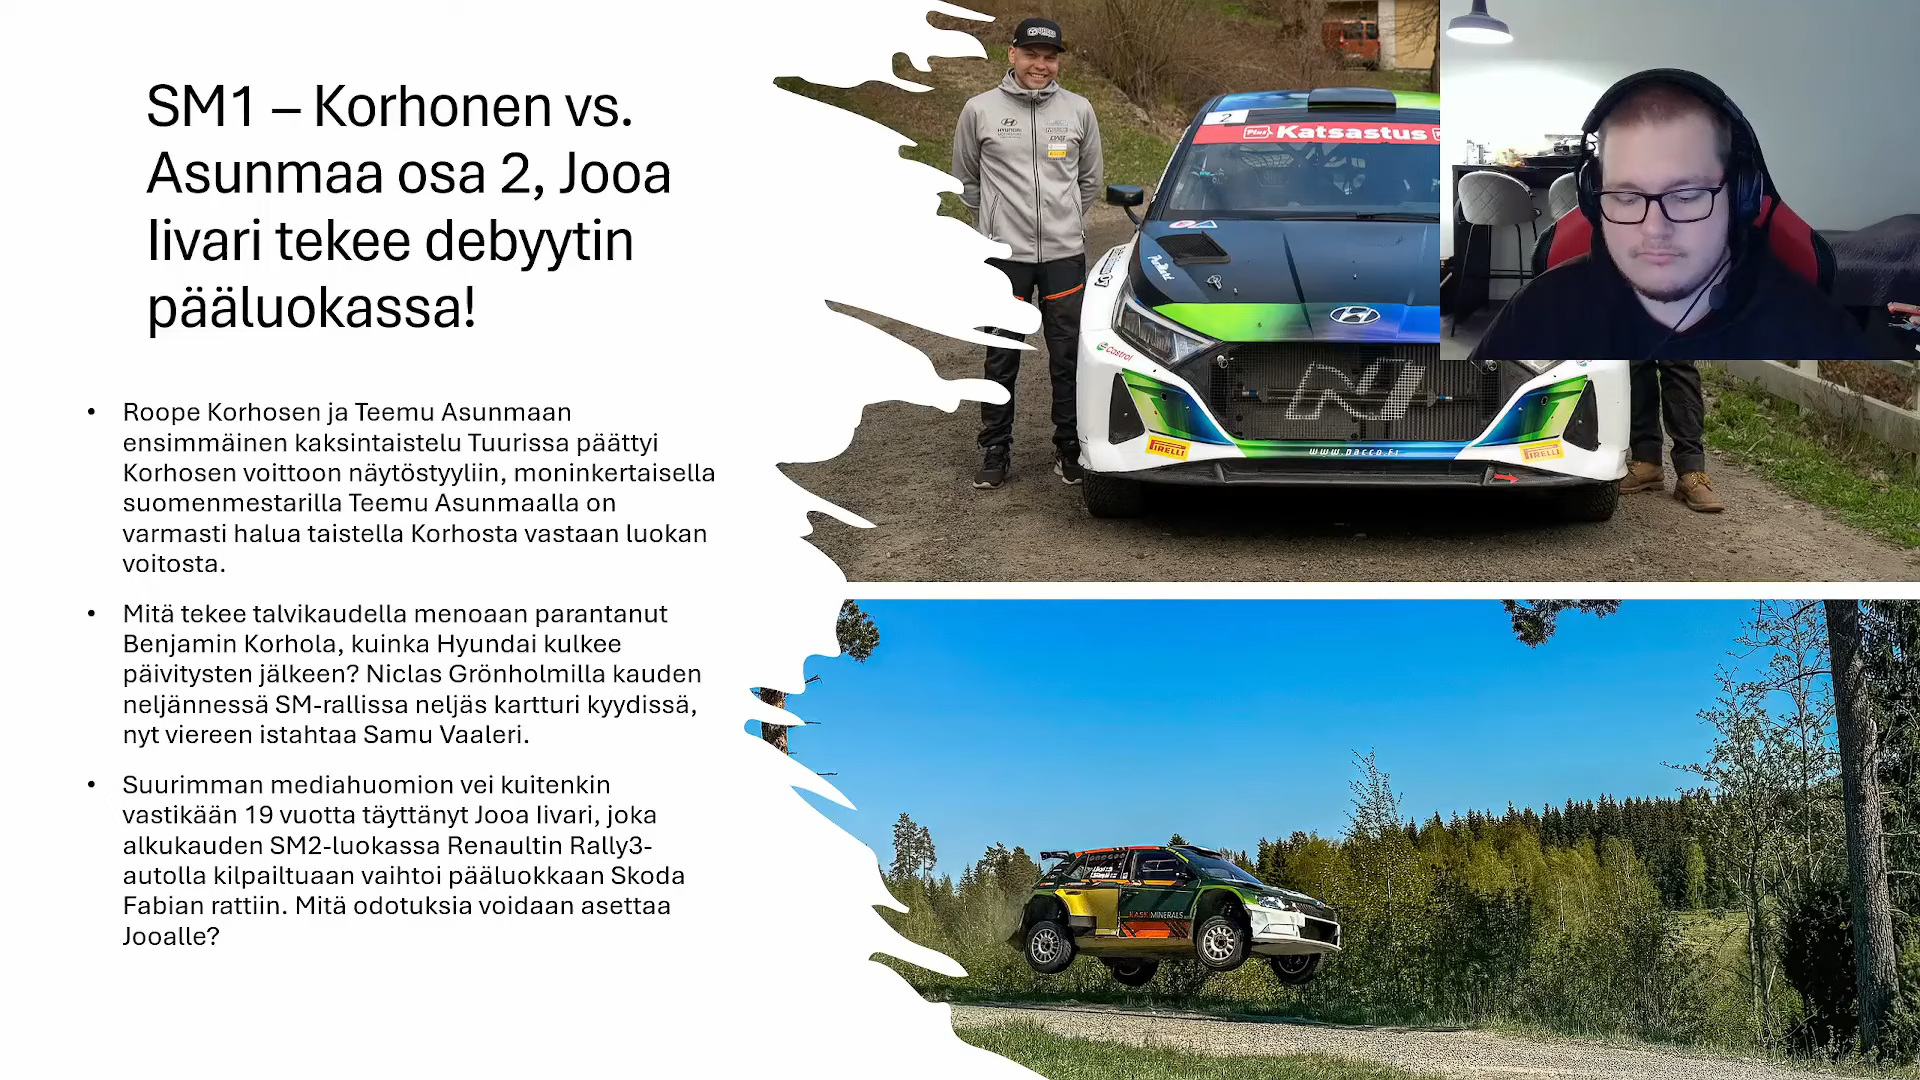 SM1 – Korhonen vs.
Asunmaa osa 2, Jooa
Iivari tekee debyytin
pääluokassa!
• Roope Korhosen ja Teemu Asunmaan
ensimmäinen kaksintaistelu Tuurissa päättyi
Korhosen voittoon näytöstyyliin, moninkertaisella
suomenmestarilla Teemu Asunmaalla on
varmasti halua taistella Korhosta vastaan luokan
voitosta.
• Mitä tekee talvikaudella menoaan parantanut
Benjamin Korhola, kuinka Hyundai kulkee
päivitysten jälkeen? Niclas Grönholmilla kauden
neljännessä SM-rallissa neljäs kartturi kyydissä,
nyt viereen istahtaa Samu Vaaleri.
• Suurimman mediahuomion vei kuitenkin
vastikään 19 vuotta täyttänyt Jooa Iivari, joka
alkukauden SM2-luokassa Renaultin Rally3-
autolla kilpailtuaan vaihtoi pääluokkaan Skoda
Fabian rattiin. Mitä odotuksia voidaan asettaa
Jooalle?
HYUNDAI
2
Plus Katsastus
Castrol
N
PIRELLI
PIRELLI
www.pacco.fi
KASKIMINERALS